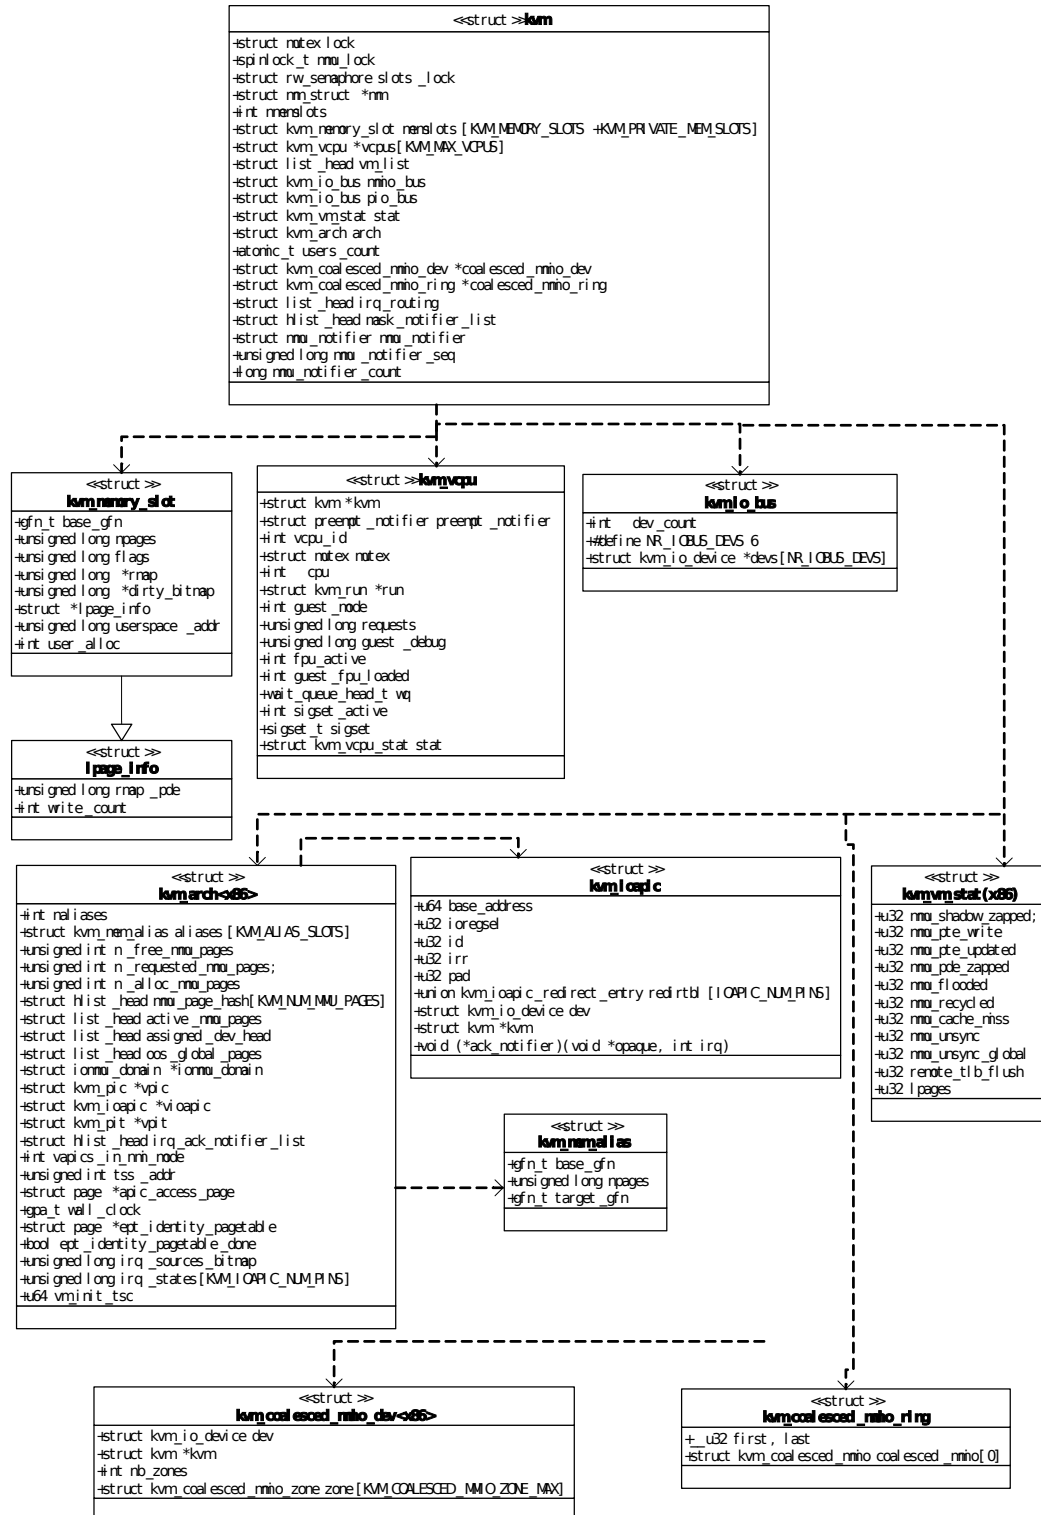 <<struct>>kvm
+struct mutex lock
+spinlock_t mmu_lock
+struct rw_semaphore slots_lock
+struct mm_struct *mm
+int nmemslots
+struct kvm_memory_slot memslots[KVM_MEMORY_SLOTS +KVM_PRIVATE_MEM_SLOTS]
+struct kvm_vcpu *vcpus[KVM_MAX_VCPUS]
+struct list_head vm_list
+struct kvm_io_bus mmio_bus
+struct kvm_io_bus pio_bus
+struct kvm_vm_stat stat
+struct kvm_arch arch
+atomic_t users_count
+struct kvm_coalesced_mmio_dev *coalesced_mmio_dev
+struct kvm_coalesced_mmio_ring *coalesced_mmio_ring
+struct list_head irq_routing
+struct hlist_head mask_notifier_list
+struct mmu_notifier mmu_notifier
+unsigned long mmu_notifier_seq
+long mmu_notifier_count
<<struct>>
kvm_memory_slot
+gfn_t base_gfn
+unsigned long npages
+unsigned long flags
+unsigned long *rmap
+unsigned long *dirty_bitmap
+struct *lpage_info
+unsigned long userspace_addr
+int user_alloc
<<struct>>kvm_vcpu
+struct kvm *kvm
+struct preempt_notifier preempt_notifier
+int vcpu_id
+struct mutex mutex
+int cpu
+struct kvm_run *run
+int guest_mode
+unsigned long requests
+unsigned long guest_debug
+int fpu_active
+int guest_fpu_loaded
+wait_queue_head_t wq
+int sigset_active
+sigset_t sigset
+struct kvm_vcpu_stat stat
<<struct>>
kvm_io_bus
+int dev_count
+#define NR_IOBUS_DEVS 6
+struct kvm_io_device *devs[NR_IOBUS_DEVS]
<<struct>>
lpage_info
+unsigned long rmap_pde
+int write_count
<<struct>>
kvm_arch<x86>
+int naliases
+struct kvm_mem_alias aliases[KVM_ALIAS_SLOTS]
+unsigned int n_free_mmu_pages
+unsigned int n_requested_mmu_pages;
+unsigned int n_alloc_mmu_pages
+struct hlist_head mmu_page_hash[KVM_NUM_MMU_PAGES]
+struct list_head active_mmu_pages
+struct list_head assigned_dev_head
+struct list_head oos_global_pages
+struct iommu_domain *iommu_domain
+struct kvm_pic *vpic
+struct kvm_ioapic *vioapic
+struct kvm_pit *vpit
+struct hlist_head irq_ack_notifier_list
+int vapics_in_nmi_mode
+unsigned int tss_addr
+struct page *apic_access_page
+gpa_t wall_clock
+struct page *ept_identity_pagetable
+bool ept_identity_pagetable_done
+unsigned long irq_sources_bitmap
+unsigned long irq_states[KVM_IOAPIC_NUM_PINS]
+u64 vm_init_tsc
<<struct>>
kvm_ioapic
+u64 base_address
+u32 ioregsel
+u32 id
+u32 irr
+u32 pad
+union kvm_ioapic_redirect_entry redirtbl[IOAPIC_NUM_PINS]
+struct kvm_io_device dev
+struct kvm *kvm
+void (*ack_notifier)(void *opaque, int irq)
<<struct>>
kvm_vm_stat(x86)
+u32 mmu_shadow_zapped;
+u32 mmu_pte_write
+u32 mmu_pte_updated
+u32 mmu_pde_zapped
+u32 mmu_flooded
+u32 mmu_recycled
+u32 mmu_cache_miss
+u32 mmu_unsync
+u32 mmu_unsync_global
+u32 remote_tlb_flush
+u32 lpages
<<struct>>
kvm_mem_alias
+gfn_t base_gfn
+unsigned long npages
+gfn_t target_gfn
<<struct>>
kvm_coalesced_mmio_dev<x86>
+struct kvm_io_device dev
+struct kvm *kvm
+int nb_zones
+struct kvm_coalesced_mmio_zone zone[KVM_COALESCED_MMIO_ZONE_MAX]
<<struct>>
kvm_coalesced_mmio_ring
+__u32 first, last
+struct kvm_coalesced_mmio coalesced_mmio[0]